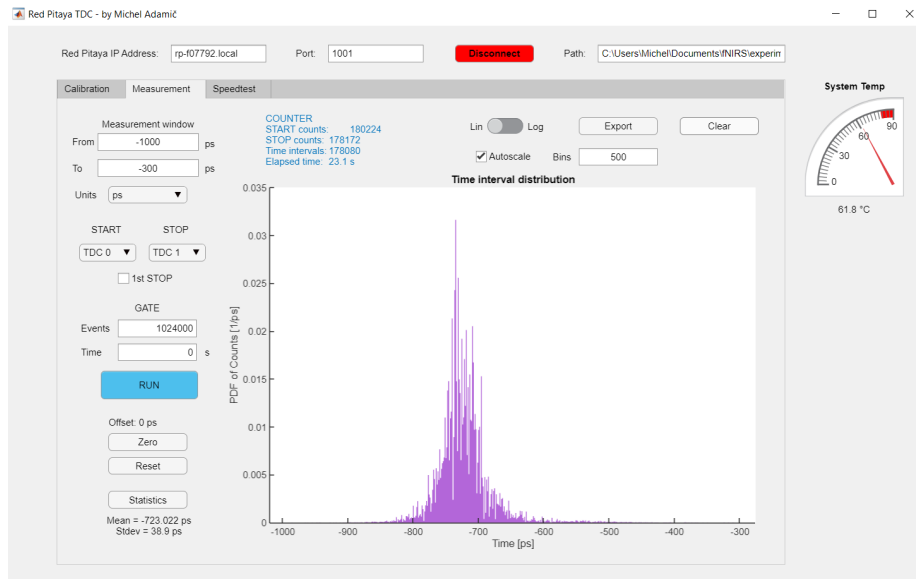 Red Pitaya TDC - by Michel Adamič
Red Pitaya IP Address: rp-f07792.local Port: 1001 Disconnect Path: C:\Users\Michel\Documents\fNIRS\experim
Calibration Measurement Speedtest
System Temp
0 30 60 90
61.8 °C
Measurement window
From -1000 ps
To -300 ps
Units ps
START STOP
TDC 0 TDC 1
1st STOP
GATE
Events 1024000
Time 0 s
RUN
Offset: 0 ps
Zero
Reset
Statistics
Mean = -723.022 ps
Stdev = 38.9 ps
COUNTER
START counts: 180224
STOP counts: 178172
Time intervals: 178080
Elapsed time: 23.1 s
Lin Log Export Clear
Autoscale Bins 500
Time interval distribution
PDF of Counts [1/ps]
0.035
0.03
0.025
0.02
0.015
0.01
0.005
0
-1000 -900 -800 -700 -600 -500 -400 -300
Time [ps]